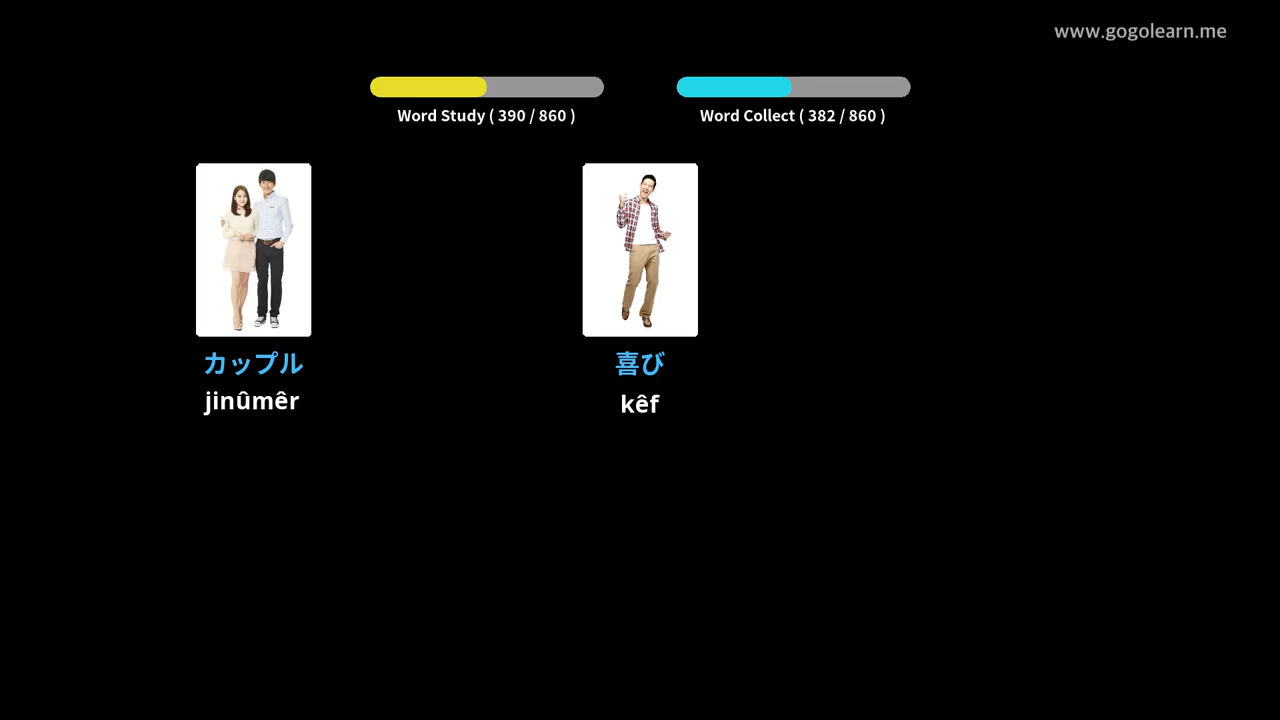 www.gogolearn.me
Word Study ( 390 / 860 )
Word Collect ( 382 / 860 )
カップル
jinûmêr
喜び
kêf